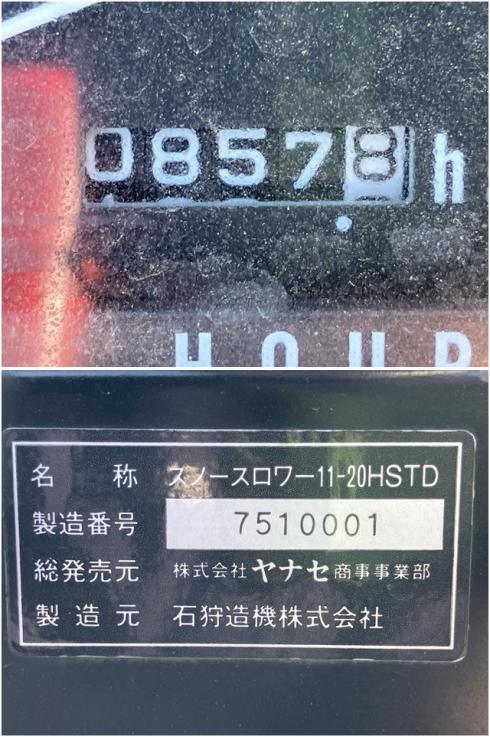 08578h
HOUR
名 称 スノースロワー11-20HSTD
製造番号 7510001
総発売元 株式会社ヤナセ商事事業部
製造元 石狩造機株式会社